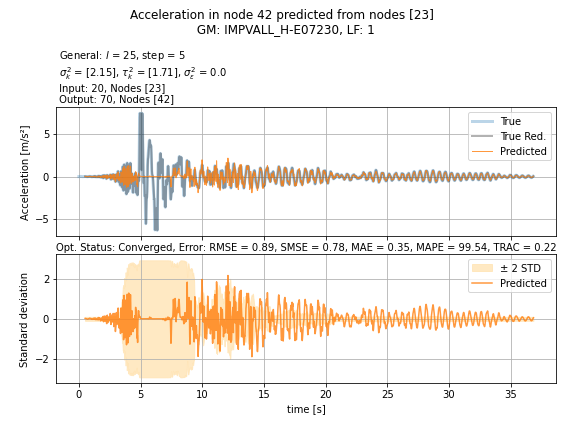 Acceleration in node 42 predicted from nodes [23]
GM: IMPVALL_H-E07230, LF: 1
General: l = 25, step = 5
σ²ₖ = [2.15], τ²ₖ = [1.71], σ²ε = 0.0
Input: 20, Nodes [23]
Output: 70, Nodes [42]
Acceleration [m/s²]
5
0
−5
True
True Red.
Predicted
Opt. Status: Converged, Error: RMSE = 0.89, SMSE = 0.78, MAE = 0.35, MAPE = 99.54, TRAC = 0.22
Standard deviation
2
0
−2
± 2 STD
Predicted
0 5 10 15 20 25 30 35
time [s]